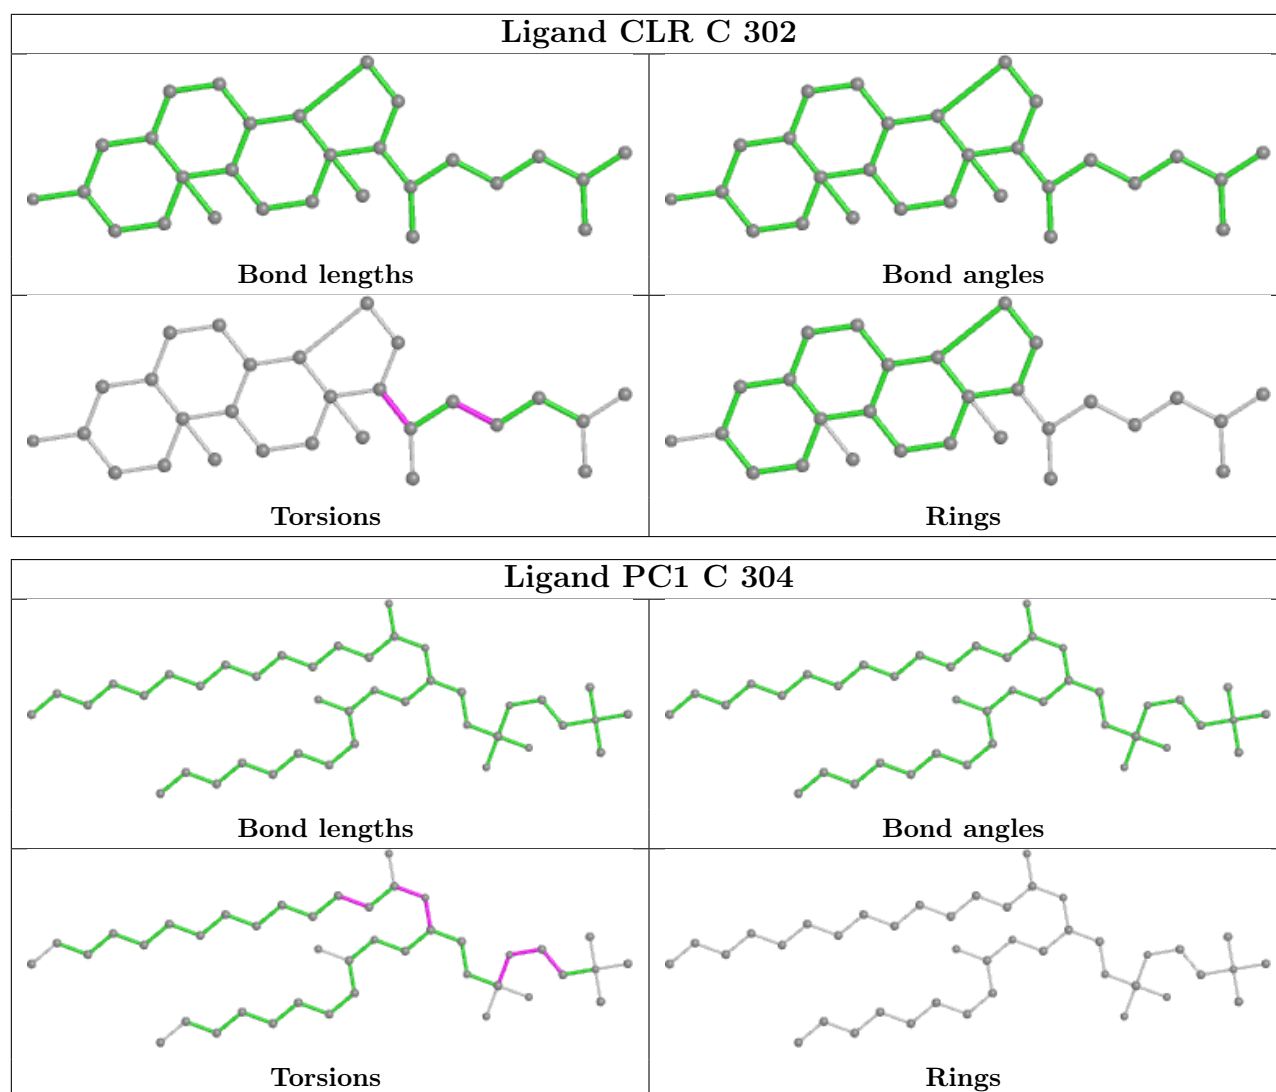 Ligand CLR C 302
Bond lengths
Bond angles
Torsions
Rings
Ligand PC1 C 304
Bond lengths
Bond angles
Torsions
Rings